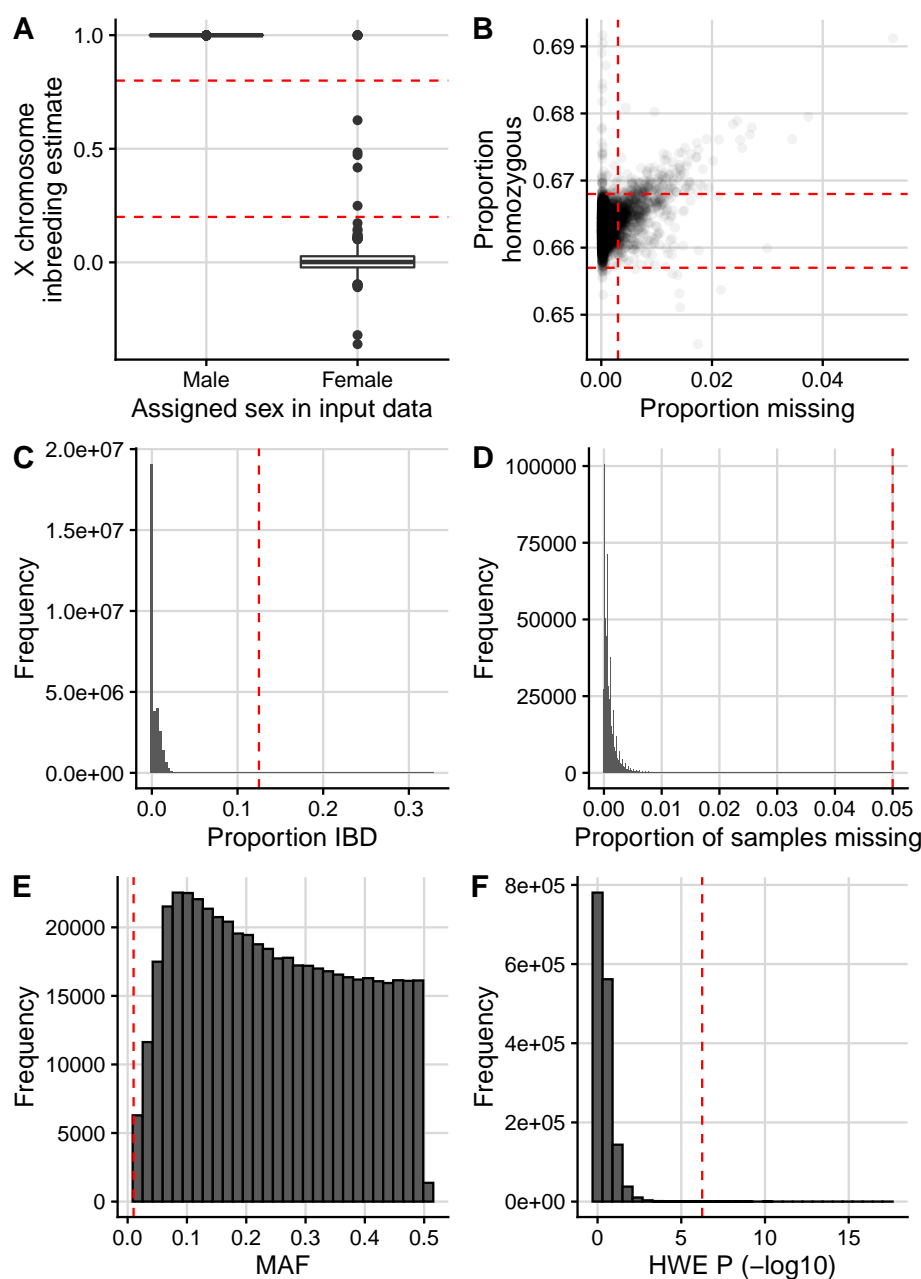 A
X chromosome
inbreeding estimate
1.0
0.5
0.0
Male
Female
Assigned sex in input data
B
Proportion
homozygous
0.69
0.68
0.67
0.66
0.65
0.00
0.02
0.04
Proportion missing
C
Frequency
2.0e+07
1.5e+07
1.0e+07
5.0e+06
0.0e+00
0.0
0.1
0.2
0.3
Proportion IBD
D
Frequency
100000
75000
50000
25000
0
0.00
0.01
0.02
0.03
0.04
0.05
Proportion of samples missing
E
Frequency
20000
15000
10000
5000
0
0.0
0.1
0.2
0.3
0.4
0.5
MAF
F
Frequency
8e+05
6e+05
4e+05
2e+05
0e+00
0
5
10
15
HWE P (−log10)